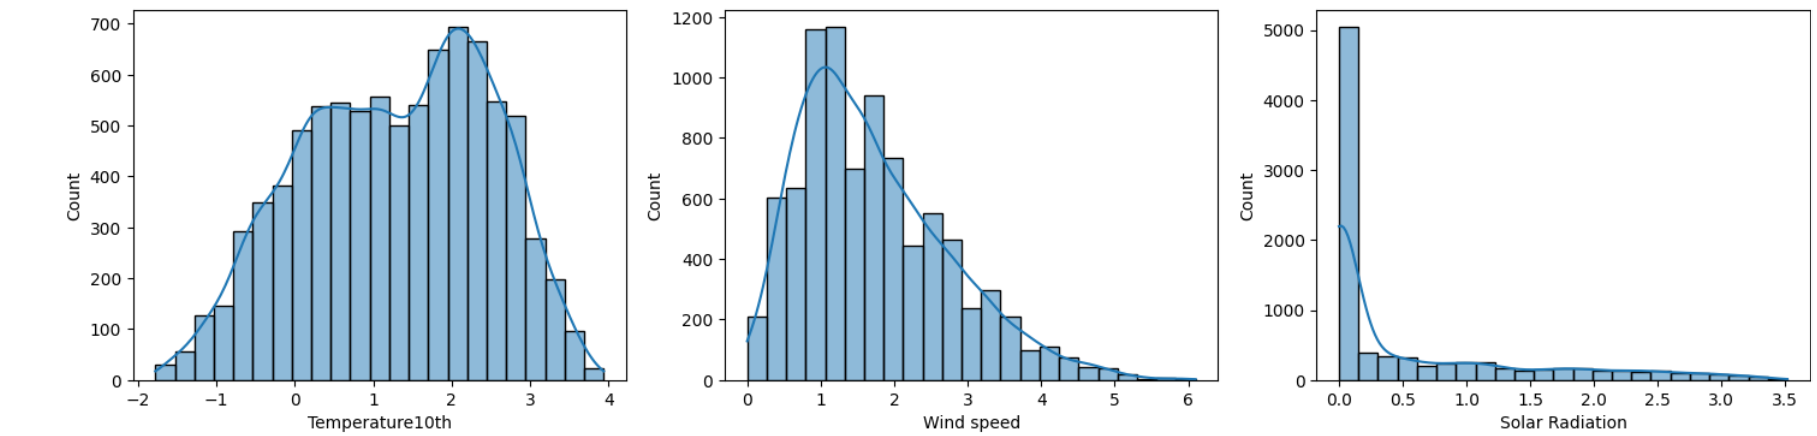 700
600
500
400
300
200
100
0
Count
−2 −1 0 1 2 3 4
Temperature10th
1200
1000
800
600
400
200
0
Count
0 1 2 3 4 5 6
Wind speed
5000
4000
3000
2000
1000
0
Count
0.0 0.5 1.0 1.5 2.0 2.5 3.0 3.5
Solar Radiation